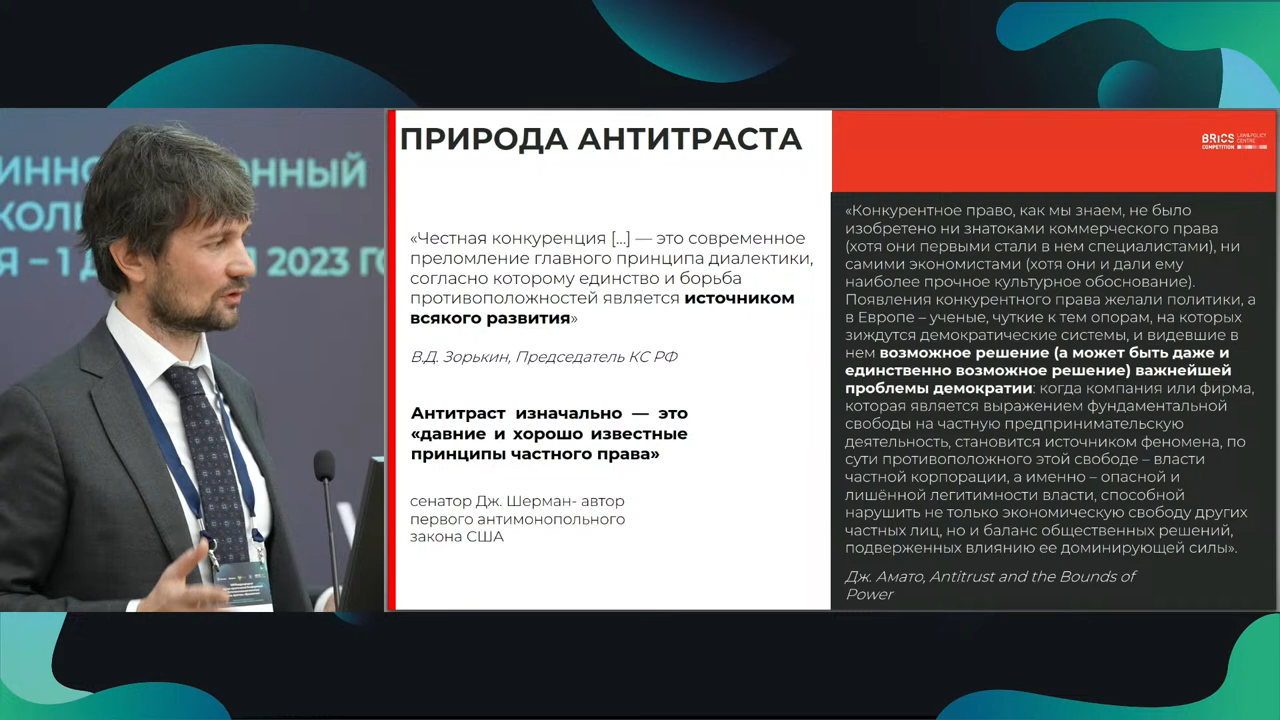 ИННО ОННЫЙ
КОЛ
Я – 1 Д 2023 ГО
ПРИРОДА АНТИТРАСТА
«Честная конкуренция [...] — это современное
преломление главного принципа диалектики,
согласно которому единство и борьба
противоположностей является источником
всякого развития»
В.Д. Зорькин, Председатель КС РФ
Антитраст изначально — это
«давние и хорошо известные
принципы частного права»
сенатор Дж. Шерман- автор
первого антимонопольного
закона США
BRICS LAW&POLICY
COMPETITION CENTRE
«Конкурентное право, как мы знаем, не было
изобретено ни знатоками коммерческого права
(хотя они первыми стали в нем специалистами), ни
самими экономистами (хотя они и дали ему
наиболее прочное культурное обоснование).
Появления конкурентного права желали политики, а
в Европе – ученые, чуткие к тем опорам, на которых
зиждутся демократические системы, и видевшие в
нем возможное решение (а может быть даже и
единственно возможное решение) важнейшей
проблемы демократии: когда компания или фирма,
которая является выражением фундаментальной
свободы на частную предпринимательскую
деятельность, становится источником феномена, по
сути противоположного этой свободе – власти
частной корпорации, а именно – опасной и
лишённой легитимности власти, способной
нарушить не только экономическую свободу других
частных лиц, но и баланс общественных решений,
подверженных влиянию ее доминирующей силы».
Дж. Амато, Antitrust and the Bounds of
Power